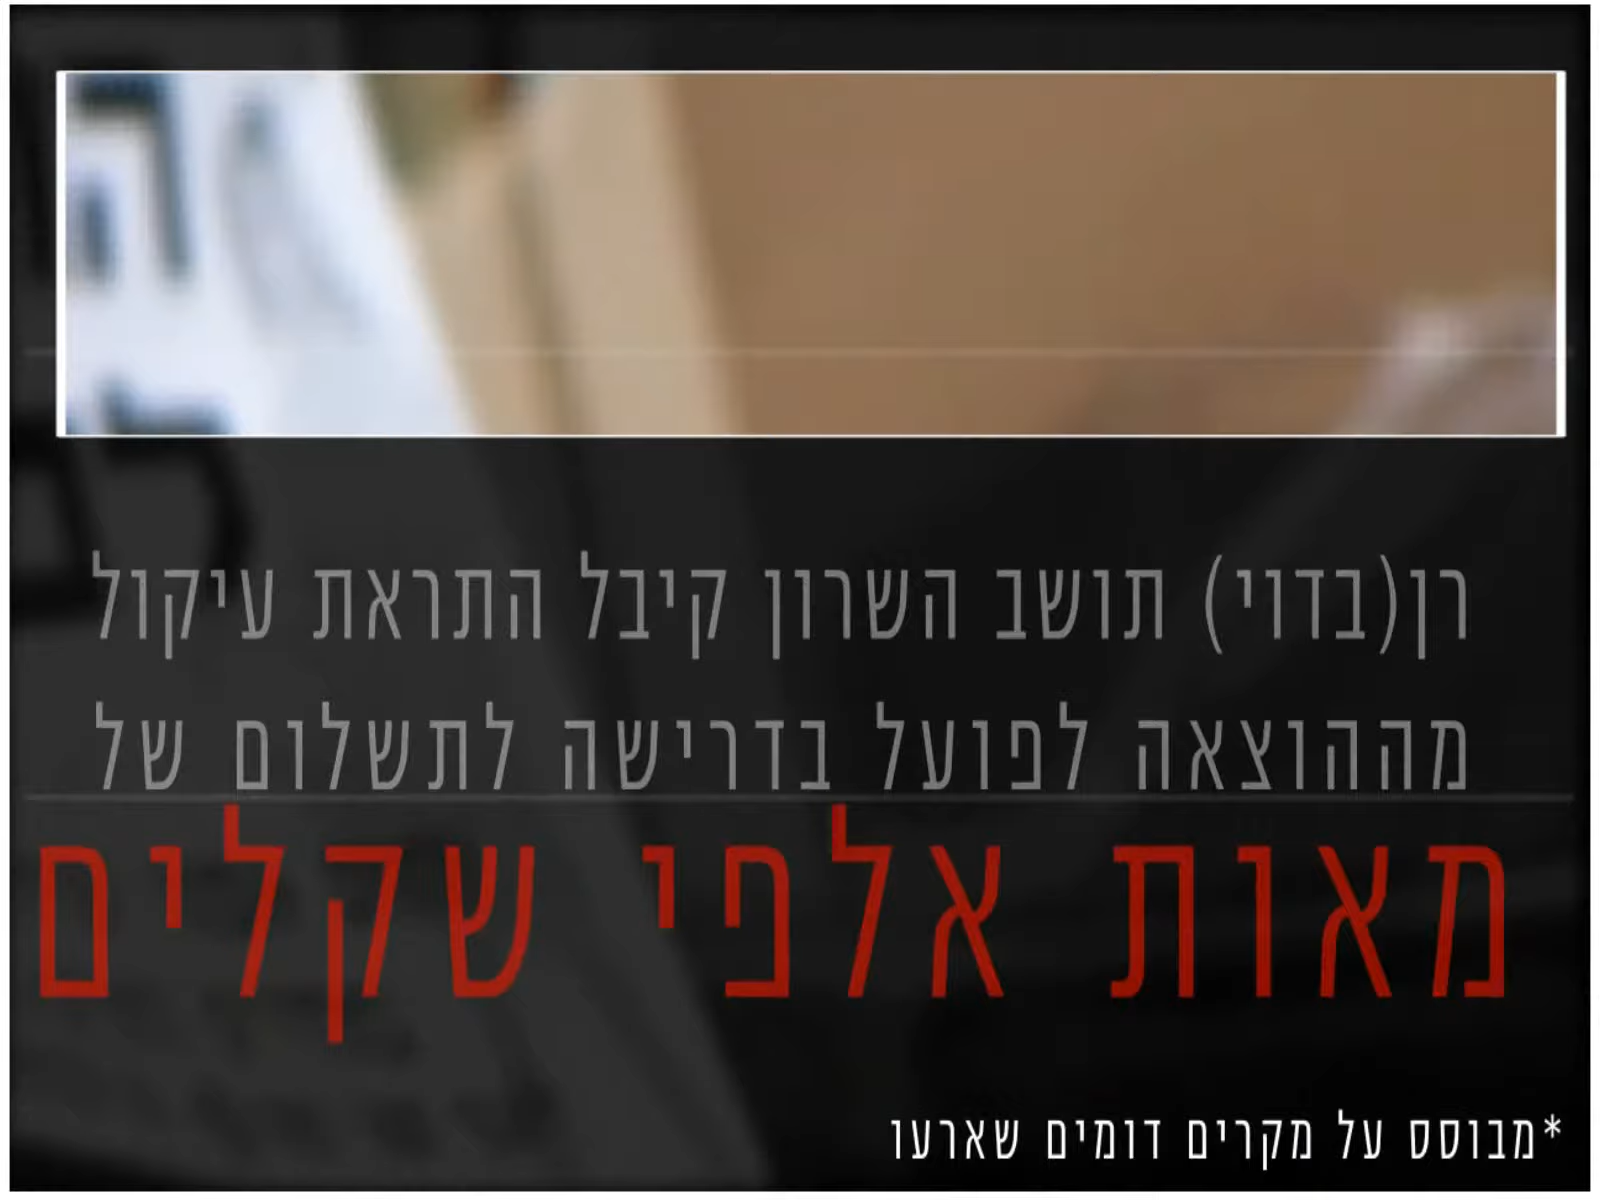 רן(בדוי) תושב השרון קיבל התראת עיקול
מההוצאה לפועל בדרישה לתשלום של
מאות אלפי שקלים
*מבוסס על מקרים דומים שארעו